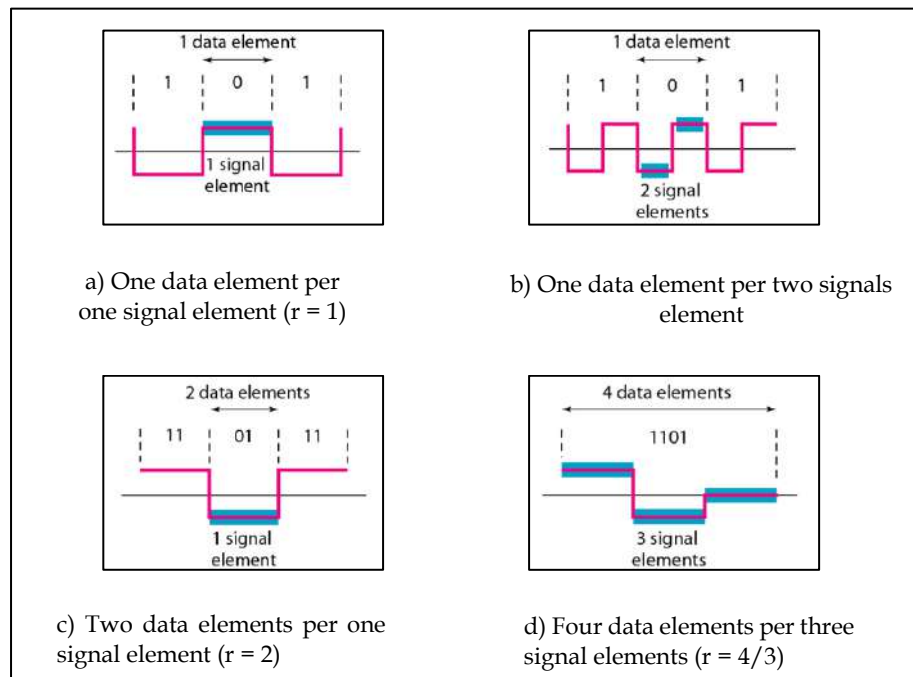 1 data element
1 0 1
1 signal
element
a) One data element per
one signal element (r = 1)
1 data element
1 0 1
2 signal
elements
b) One data element per two signals
element
2 data elements
11 01 11
1 signal
element
c) Two data elements per one
signal element (r = 2)
4 data elements
1101
3 signal
elements
d) Four data elements per three
signal elements (r = 4/3)